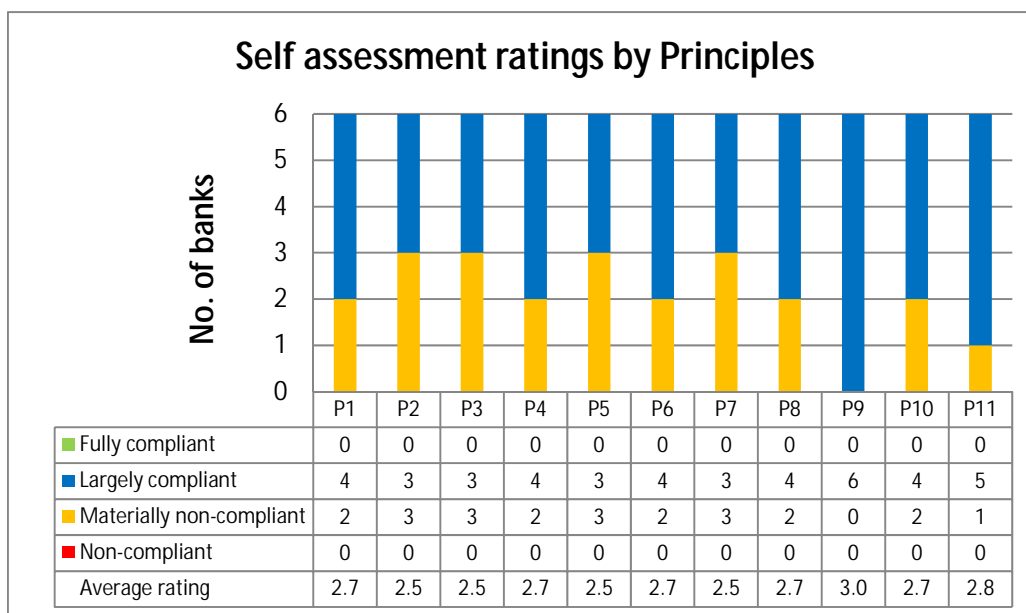 Self assessment ratings by Principles
No. of banks
6
5
4
3
2
1
0
P1 P2 P3 P4 P5 P6 P7 P8 P9 P10 P11
Fully compliant 0 0 0 0 0 0 0 0 0 0 0
Largely compliant 4 3 3 4 3 4 3 4 6 4 5
Materially non-compliant 2 3 3 2 3 2 3 2 0 2 1
Non-compliant 0 0 0 0 0 0 0 0 0 0 0
Average rating 2.7 2.5 2.5 2.7 2.5 2.7 2.5 2.7 3.0 2.7 2.8